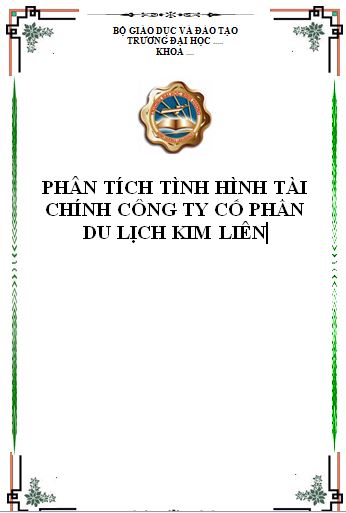 BỘ GIÁO DỤC VÀ ĐÀO TẠO
TRƯỜNG ĐẠI HỌC .....
KHOA ...
PHÂN TÍCH TÌNH HÌNH TÀI
CHÍNH CÔNG TY CỔ PHẦN
DU LỊCH KIM LIÊN